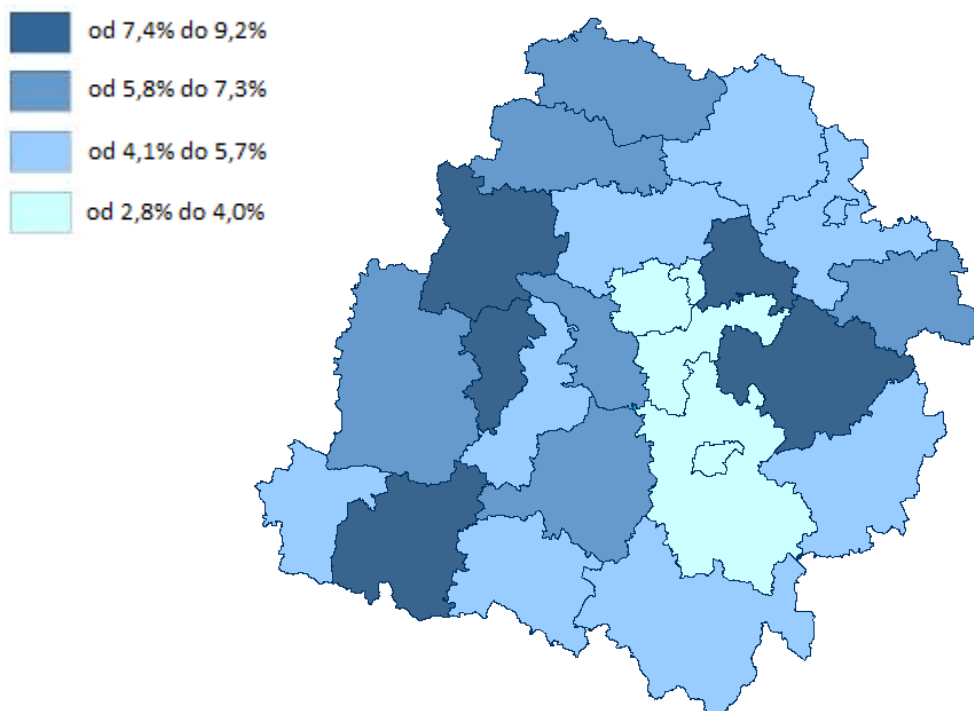 od 7,4% do 9,2%
od 5,8% do 7,3%
od 4,1% do 5,7%
od 2,8% do 4,0%